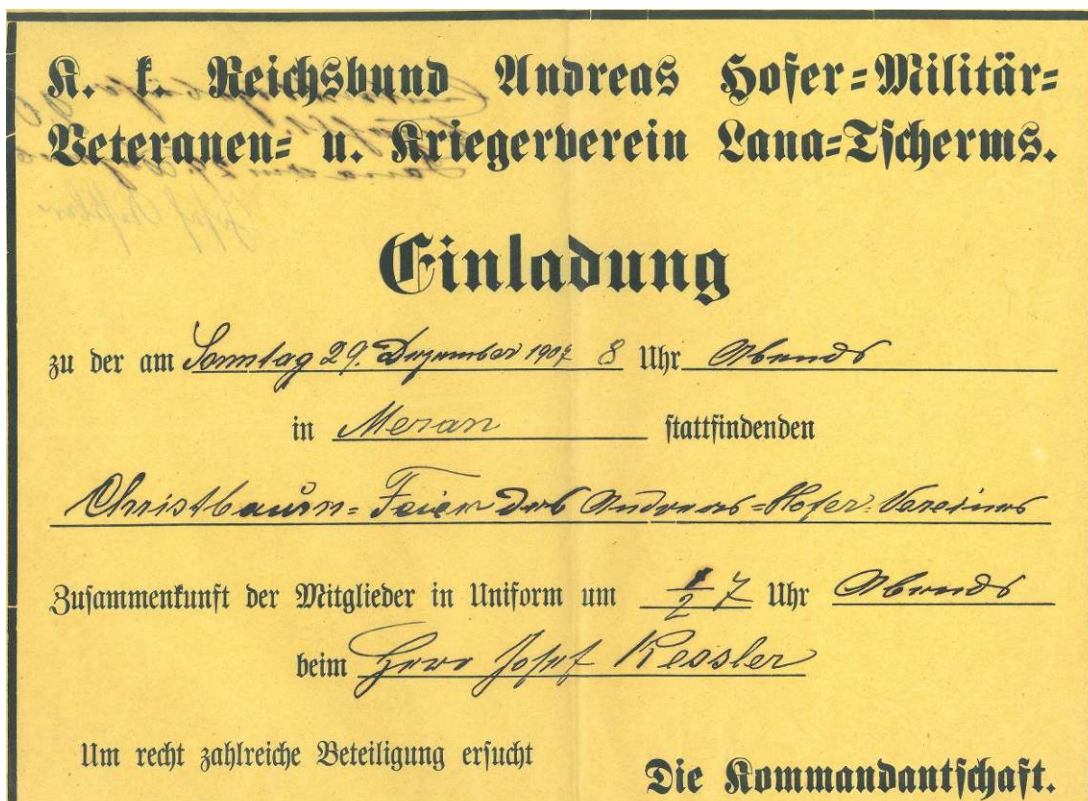 K. k. Reichsbund Andreas Hofer=Militär=
Veteranen= u. Kriegerverein Lana=Tscherms.
Einladung
zu der am Sonntag 29. Dezember 1907 8 Uhr Abends
in Meran stattfindenden
Christbaum=Feier des Andreas=Hofer=Vereines
Zusammenkunft der Mitglieder in Uniform um 1/2 7 Uhr Abends
beim Herr Josef Kessler
Um recht zahlreiche Beteiligung ersucht
Die Kommandantschaft.